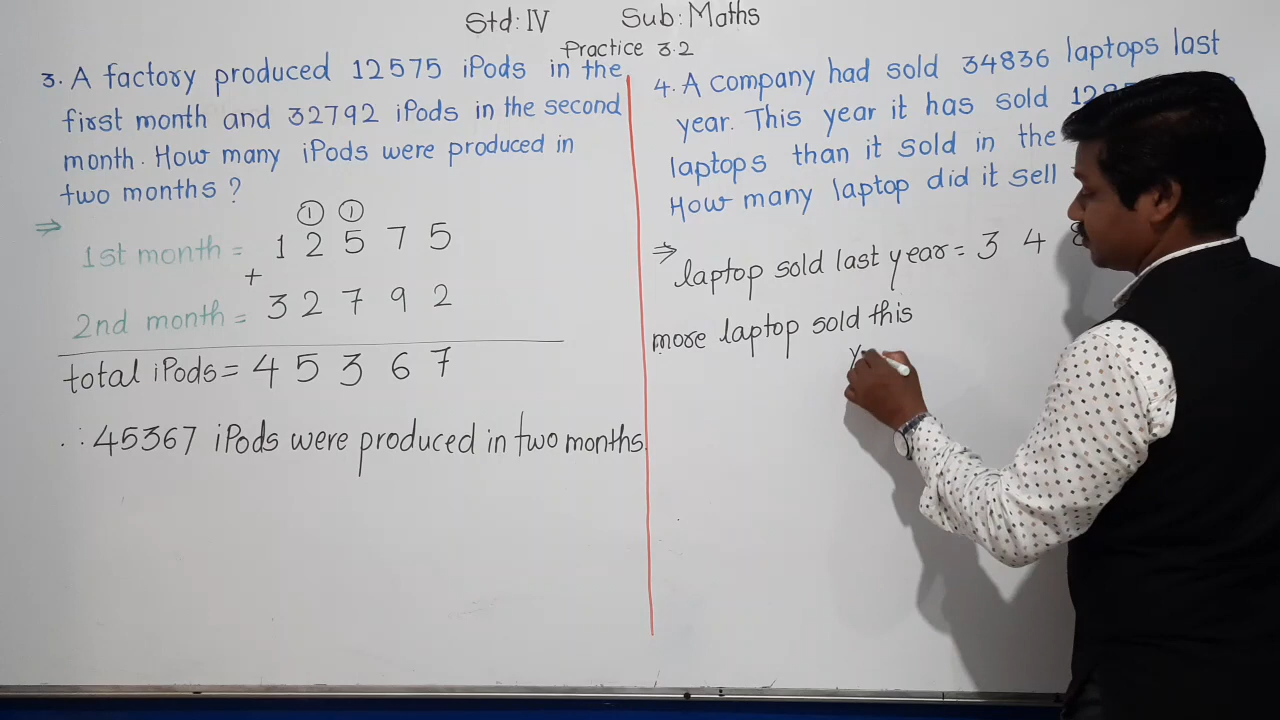 Std: IV Sub: Maths
Practice 3.2
3. A factory produced 12575 iPods in the
first month and 32792 iPods in the second
month. How many iPods were produced in
two months?
⇒ ① ①
1st month = 1 2 5 7 5
+
2nd month = 3 2 7 9 2
total iPods = 4 5 3 6 7
∴ 45367 iPods were produced in two months.
4. A company had sold 34836 laptops last
year. This year it has sold
laptops than it sold in the
How many laptop did it sell
⇒ laptop sold last year = 3 4
more laptop sold this